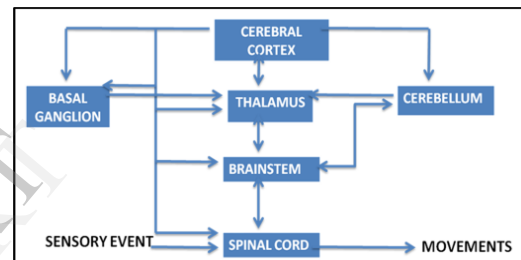 CEREBRAL
CORTEX
BASAL
GANGLION
THALAMUS
CEREBELLUM
BRAINSTEM
SENSORY EVENT
SPINAL CORD
MOVEMENTS